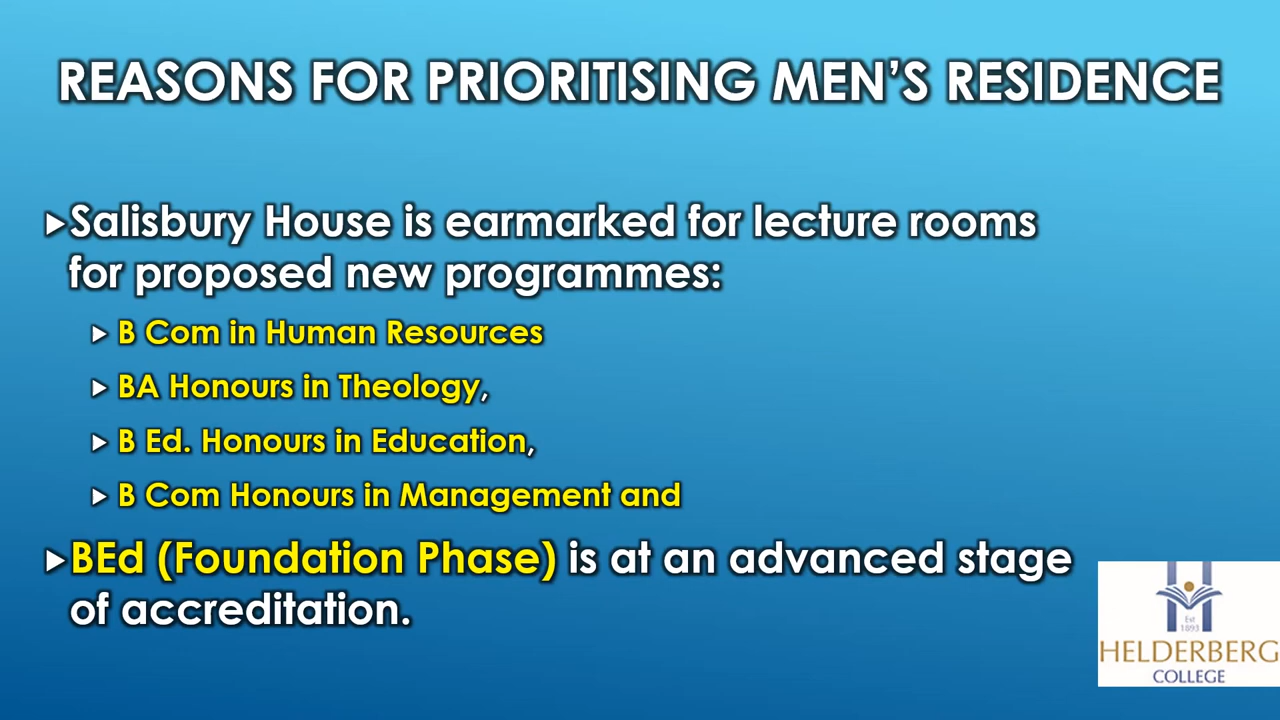 REASONS FOR PRIORITISING MEN’S RESIDENCE
Salisbury House is earmarked for lecture rooms
for proposed new programmes:
B Com in Human Resources
BA Honours in Theology,
B Ed. Honours in Education,
B Com Honours in Management and
BEd (Foundation Phase) is at an advanced stage
of accreditation.
Est
1893
HELDERBERG
COLLEGE